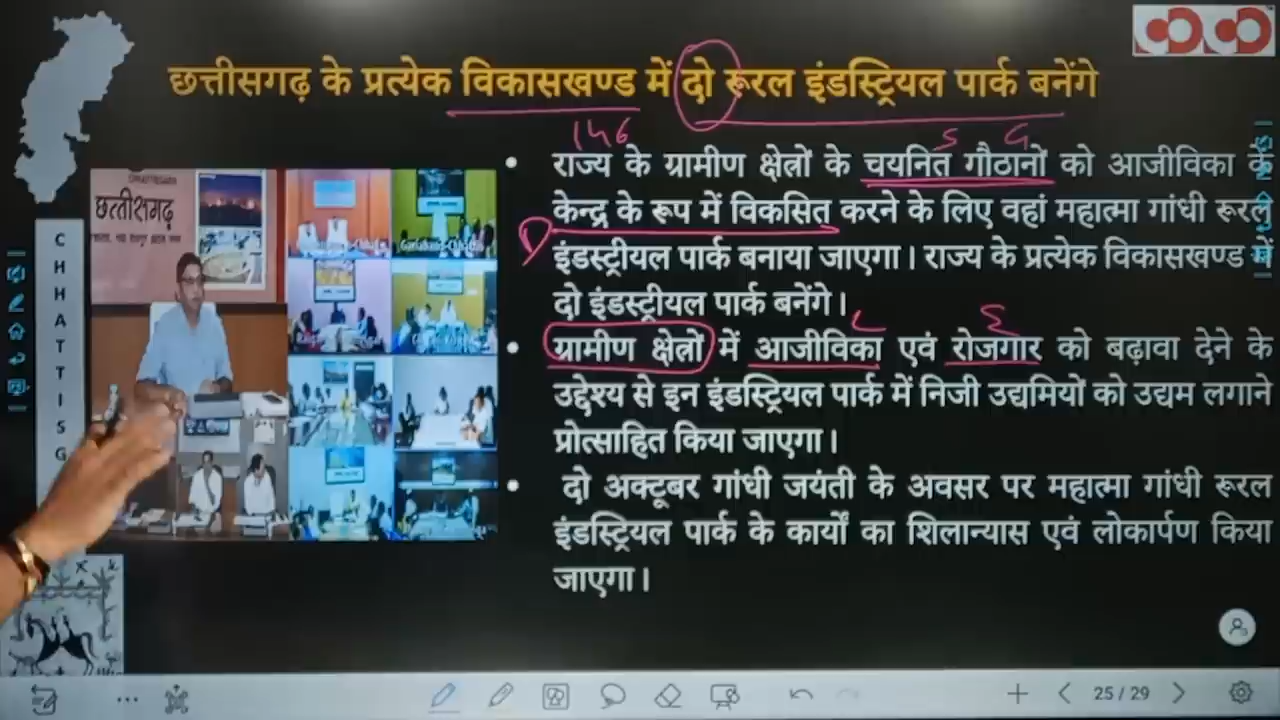 छत्तीसगढ़ के प्रत्येक विकासखण्ड में दो रूरल इंडस्ट्रियल पार्क बनेंगे
146
S G
• राज्य के ग्रामीण क्षेत्रों के चयनित गौठानों को आजीविका के
केन्द्र के रूप में विकसित करने के लिए वहां महात्मा गांधी रूरल
इंडस्ट्रीयल पार्क बनाया जाएगा। राज्य के प्रत्येक विकासखण्ड में
दो इंडस्ट्रीयल पार्क बनेंगे।
L
• ग्रामीण क्षेत्रों में आजीविका एवं रोजगार को बढ़ावा देने के
उद्देश्य से इन इंडस्ट्रियल पार्क में निजी उद्यमियों को उद्यम लगाने
प्रोत्साहित किया जाएगा।
• दो अक्टूबर गांधी जयंती के अवसर पर महात्मा गांधी रूरल
इंडस्ट्रियल पार्क के कार्यों का शिलान्यास एवं लोकार्पण किया
जाएगा।
छत्तीसगढ़
CHHATTISG
25 / 29